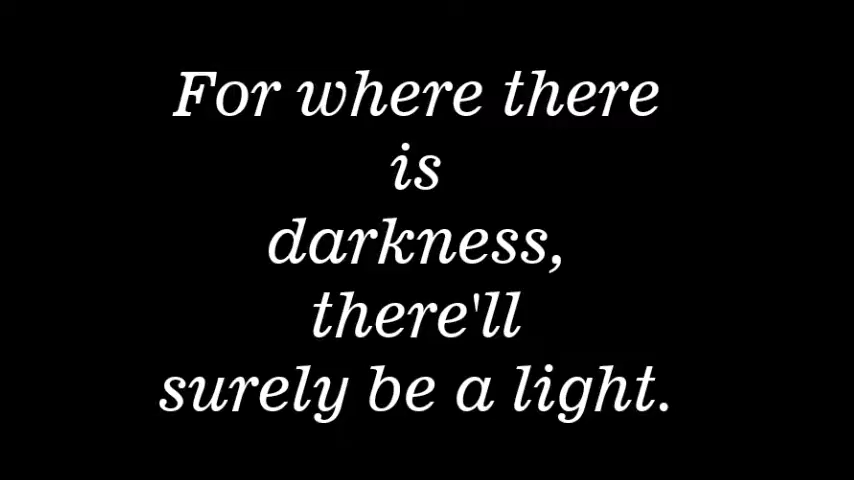 For where there
is
darkness,
there'll
surely be a light.